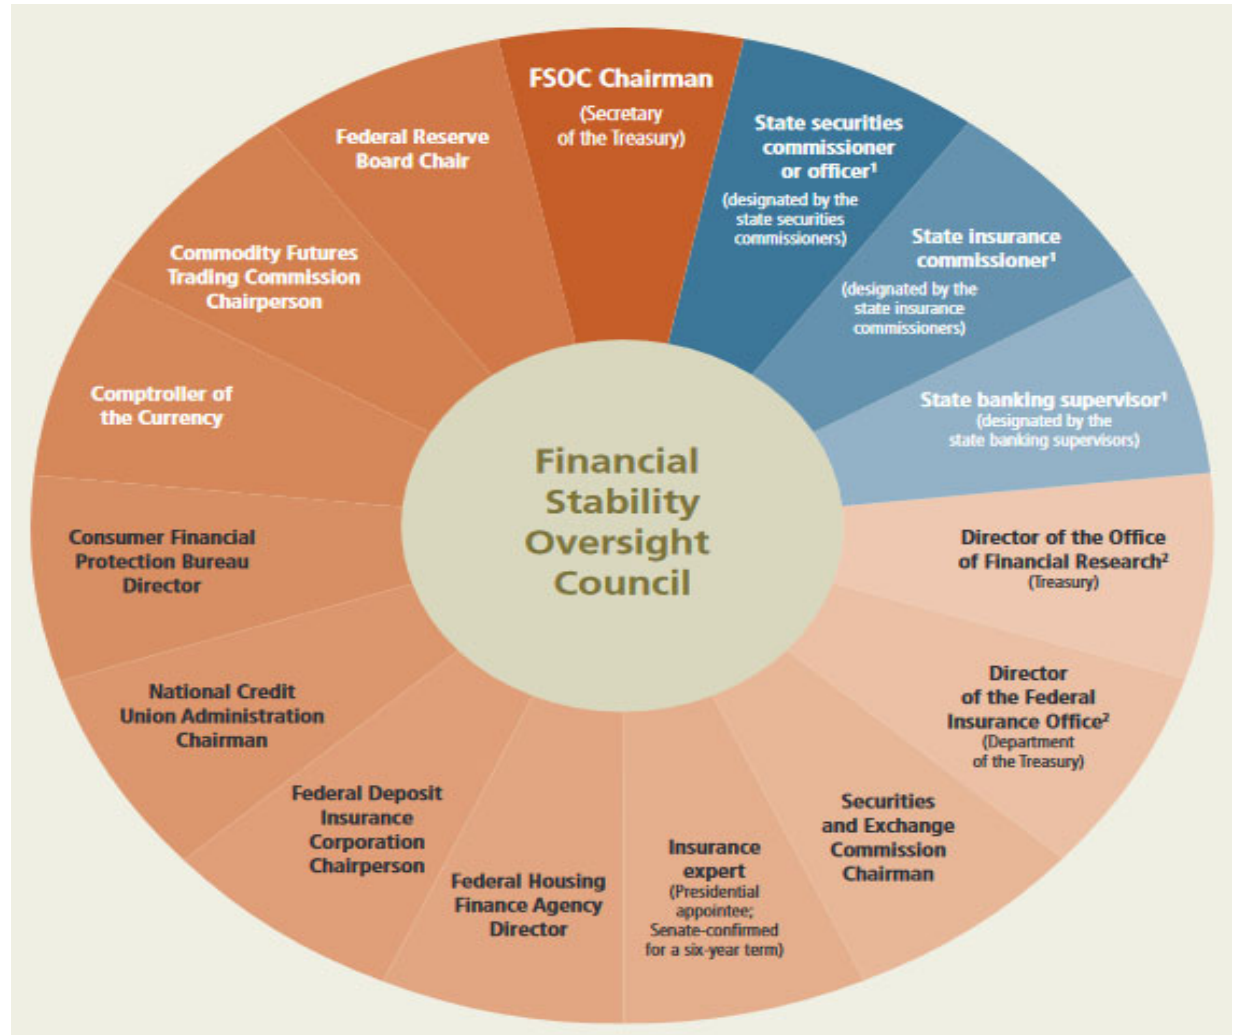 FSOC Chairman
(Secretary
of the Treasury)
State securities
commissioner
or officer¹
(designated by the
state securities
commissioners)
State insurance
commissioner¹
(designated by the
state insurance
commissioners)
State banking supervisor¹
(designated by the
state banking supervisors)
Director of the Office
of Financial Research²
(Treasury)
Director
of the Federal
Insurance Office²
(Department
of the Treasury)
Securities
and Exchange
Commission
Chairman
Insurance
expert
(Presidential
appointee;
Senate-confirmed
for a six-year term)
Federal Housing
Finance Agency
Director
Federal Deposit
Insurance
Corporation
Chairperson
National Credit
Union Administration
Chairman
Consumer Financial
Protection Bureau
Director
Comptroller of
the Currency
Commodity Futures
Trading Commission
Chairperson
Federal Reserve
Board Chair
Financial
Stability
Oversight
Council